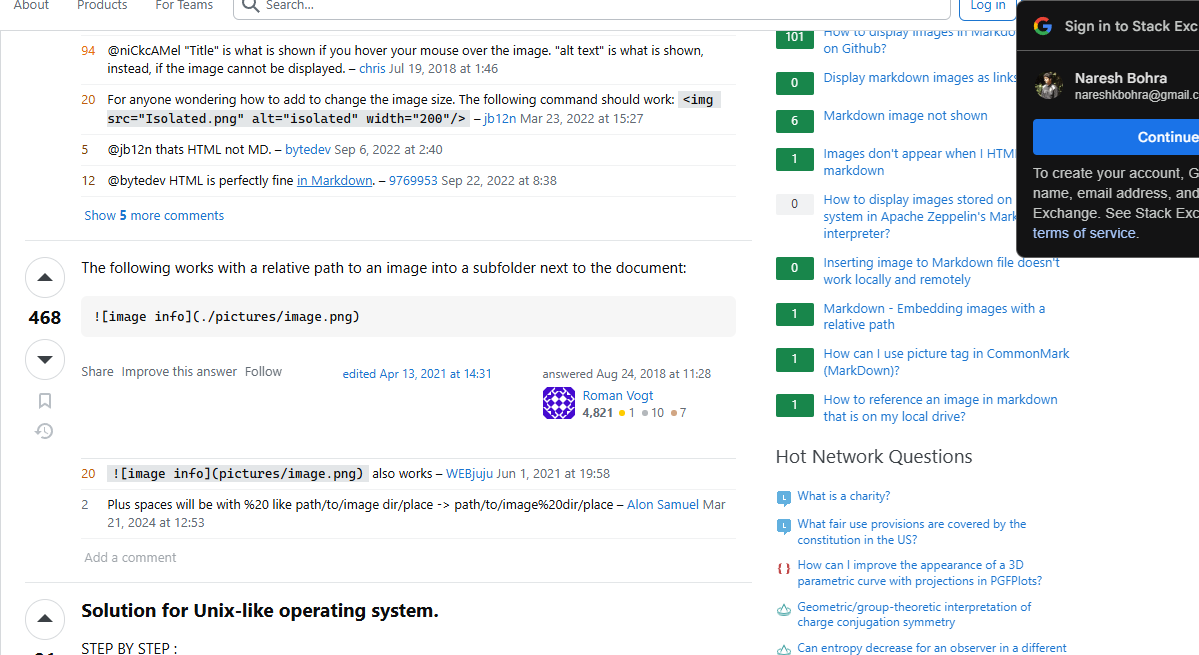 About Products For Teams Search... Log in
94 @niCkcAMel "Title" is what is shown if you hover your mouse over the image. "alt text" is what is shown,
instead, if the image cannot be displayed. – chris Jul 19, 2018 at 1:46
20 For anyone wondering how to add to change the image size. The following command should work: <img
src="Isolated.png" alt="isolated" width="200"/> – jb12n Mar 23, 2022 at 15:27
5 @jb12n thats HTML not MD. – bytedev Sep 6, 2022 at 2:40
12 @bytedev HTML is perfectly fine in Markdown. – 9769953 Sep 22, 2022 at 8:38
Show 5 more comments
The following works with a relative path to an image into a subfolder next to the document:
468
![image info](./pictures/image.png)
Share Improve this answer Follow
edited Apr 13, 2021 at 14:31
answered Aug 24, 2018 at 11:28
Roman Vogt
4,821 1 10 7
20 ![image info](pictures/image.png) also works – WEBjuju Jun 1, 2021 at 19:58
2 Plus spaces will be with %20 like path/to/image dir/place -> path/to/image%20dir/place – Alon Samuel Mar
21, 2024 at 12:53
Add a comment
Solution for Unix-like operating system.
STEP BY STEP :
101 How to display images in Markdo
on Github?
0 Display markdown images as links
6 Markdown image not shown
1 Images don't appear when I HTM
markdown
0 How to display images stored on
system in Apache Zeppelin's Mark
interpreter?
0 Inserting image to Markdown file doesn't
work locally and remotely
1 Markdown - Embedding images with a
relative path
1 How can I use picture tag in CommonMark
(MarkDown)?
1 How to reference an image in markdown
that is on my local drive?
Hot Network Questions
What is a charity?
What fair use provisions are covered by the
constitution in the US?
How can I improve the appearance of a 3D
parametric curve with projections in PGFPlots?
Geometric/group-theoretic interpretation of
charge conjugation symmetry
Can entropy decrease for an observer in a different
Sign in to Stack Exc
Naresh Bohra
nareshkbohra@gmail.c
Continue
To create your account, G
name, email address, and
Exchange. See Stack Exc
terms of service.